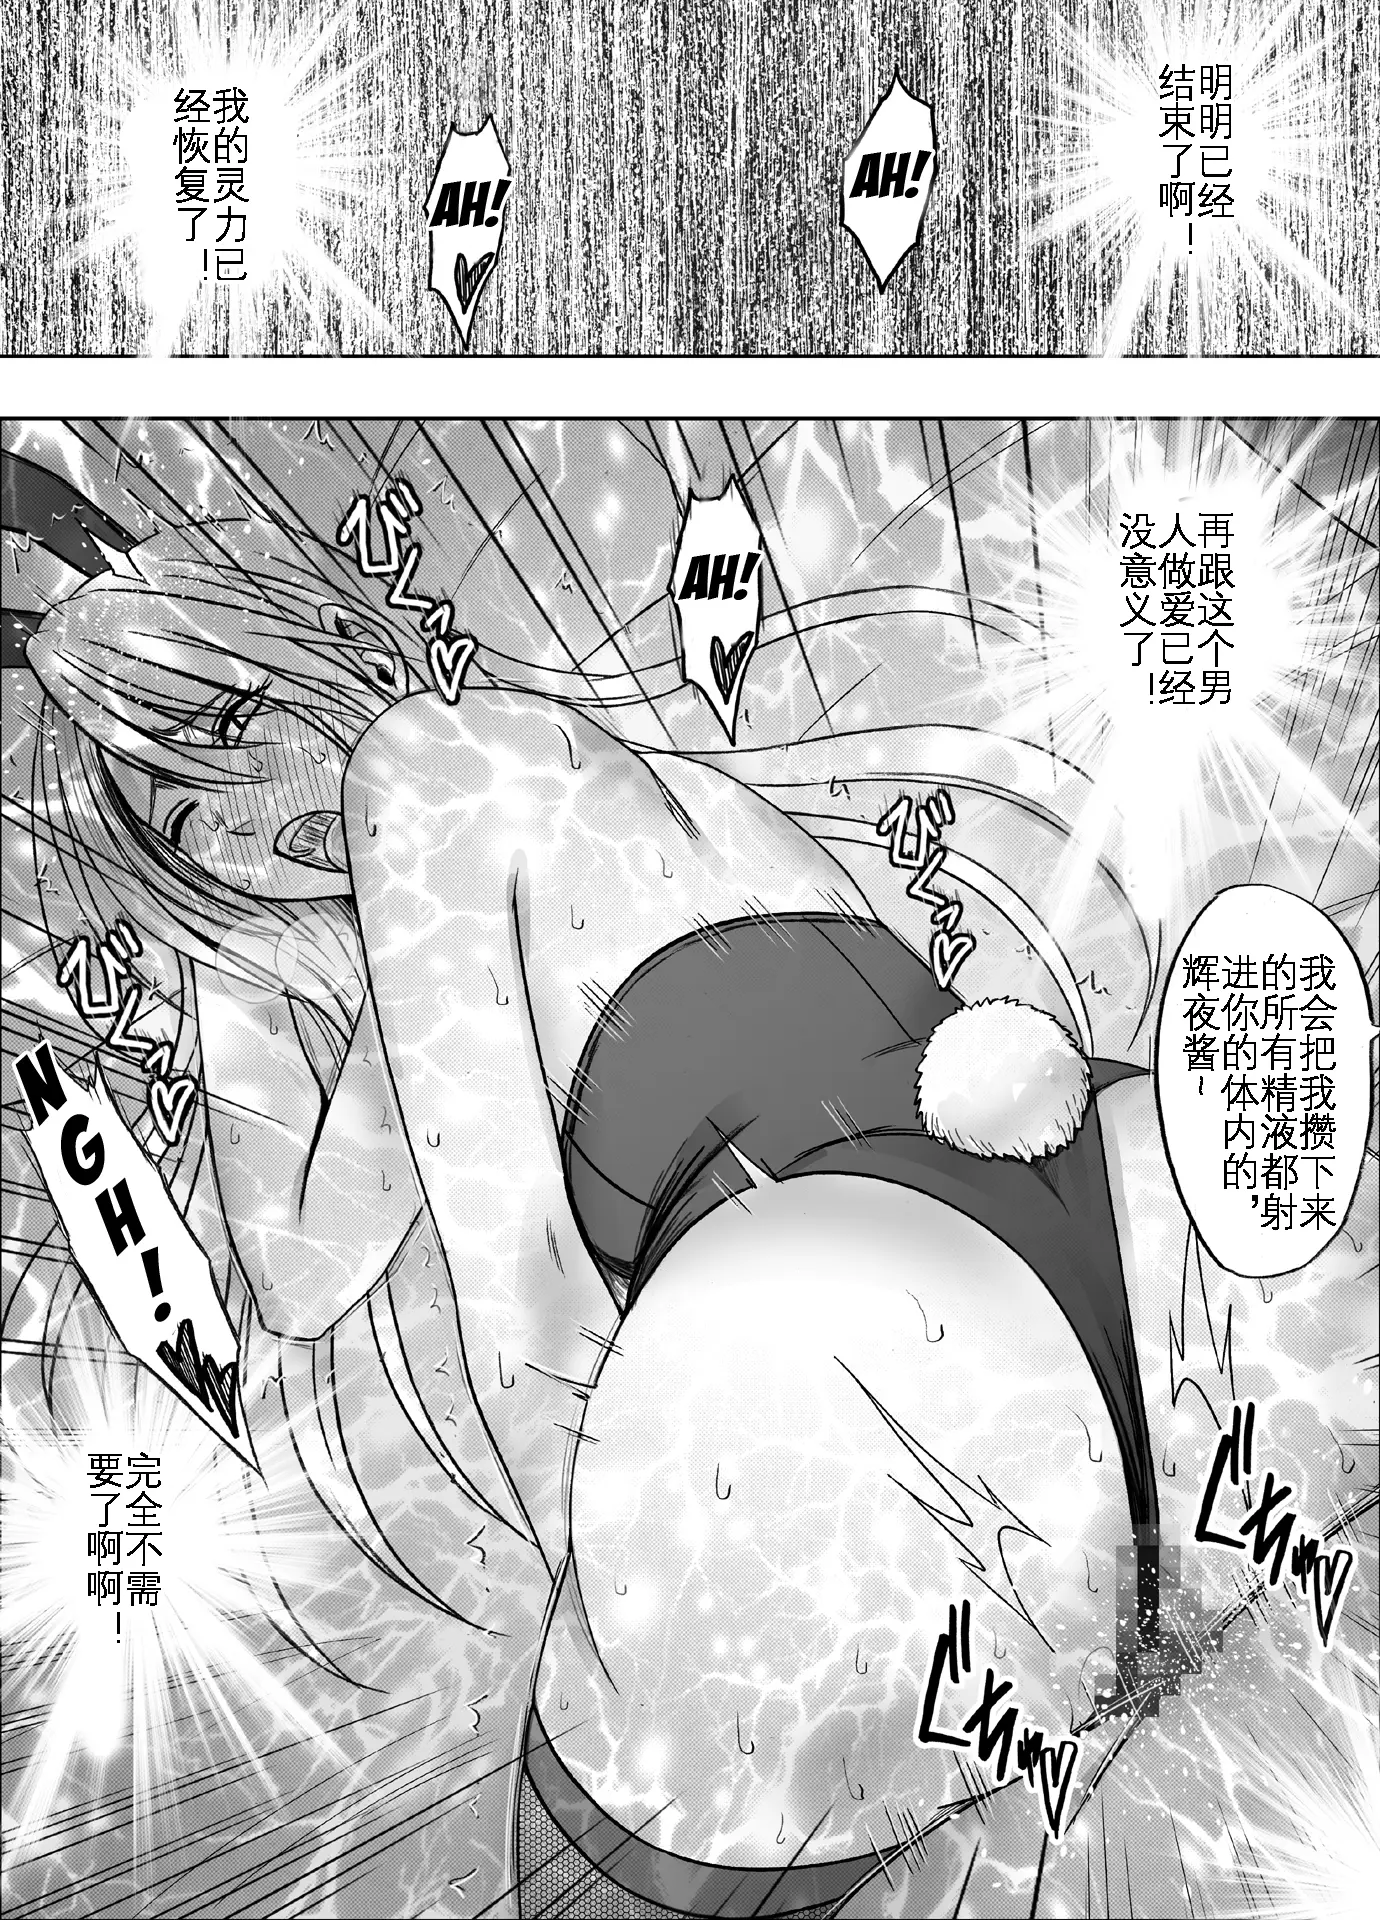 明明已经
结束了啊！
AH!
AH!
我的灵力已
经恢复了！
再跟这个男
人做爱已经
没意义了！
AH!
びくっ
びくっ
我会把我攒下来
的所有精液都射
进你的体内的，
辉夜酱~
びくっ
NGH!
完全不需
要了啊啊！
ぐちゅ
ぐちゅ